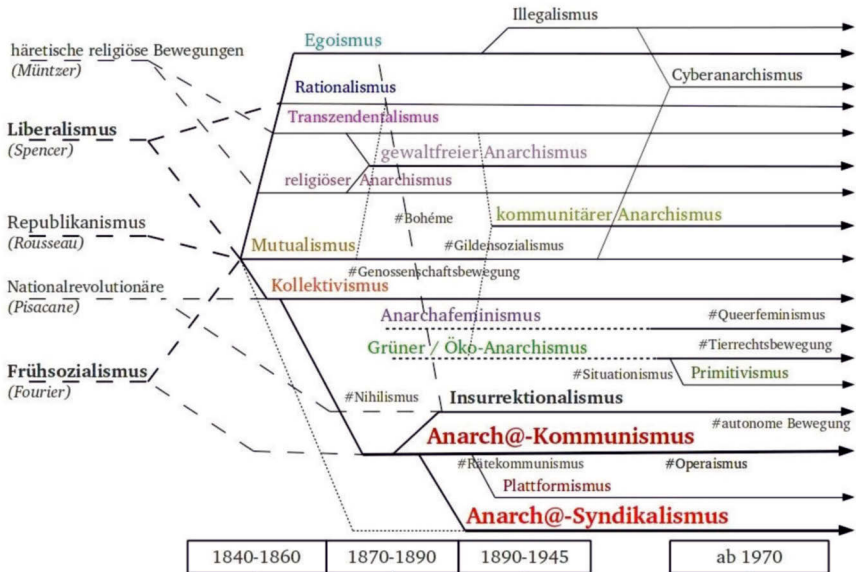 Illegalismus
Egoismus
häretische religiöse Bewegungen
(Müntzer)
Cyberanarchismus
Rationalismus
Transzendentalismus
Liberalismus
(Spencer)
gewaltfreier Anarchismus
religiöser Anarchismus
#Bohéme
kommunitärer Anarchismus
Republikanismus
(Rousseau)
Mutualismus
#Gildensozialismus
#Genossenschaftsbewegung
Nationalrevolutionäre
(Pisacane)
Kollektivismus
Anarchafeminismus
#Queerfeminismus
Grüner / Öko-Anarchismus
#Tierrechtsbewegung
Frühsozialismus
(Fourier)
#Situationismus
Primitivismus
#Nihilismus
Insurrektionalismus
#autonome Bewegung
Anarch@-Kommunismus
#Rätekommunismus
#Operaismus
Plattformismus
Anarch@-Syndikalismus
1840-1860
1870-1890
1890-1945
ab 1970